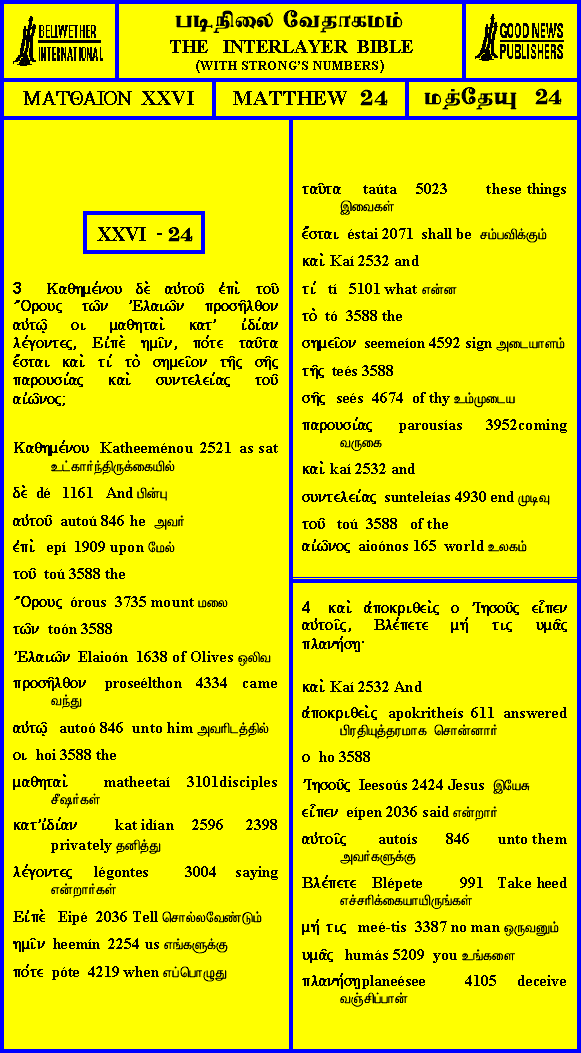 BELLWETHER
INTERNATIONAL
படிநிலை வேதாகமம்
THE INTERLAYER BIBLE
(WITH STRONG'S NUMBERS)
GOOD NEWS
PUBLISHERS
ΜΑΤΘΑΙΟΝ XXVI
MATTHEW 24
மத்தேயு 24
XXVI - 24
3 Καθημένου δὲ αὐτοῦ ἐπὶ τοῦ
Ὄρους τῶν Ἐλαιῶν προσῆλθον
αὐτῷ οι μαθηταὶ κατ' ἰδίαν
λέγοντες, Εἰπὲ ημῖν, πότε ταῦτα
ἔσται καὶ τί τὸ σημεῖον τῆς σῆς
παρουσίας καὶ συντελείας τοῦ
αἰῶνος;
Καθημένου Katheeménou 2521 as sat
உட்கார்ந்திருக்கையில்
δὲ dé 1161 And பின்பு
αὐτοῦ autoú 846 he அவர்
ἐπὶ epí 1909 upon மேல்
τοῦ toú 3588 the
Ὄρους órous 3735 mount மலை
τῶν toón 3588
Ἐλαιῶν Elaioón 1638 of Olives ஒலிவ
προσῆλθον proseélthon 4334 came
வந்து
αὐτῷ autoó 846 unto him அவரிடத்தில்
οι hoi 3588 the
μαθηταὶ matheetaí 3101disciples
சீஷர்கள்
κατ'ἰδίαν kat idían 2596 2398
privately தனித்து
λέγοντες légontes 3004 saying
என்றார்கள்
Εἰπὲ Eipé 2036 Tell சொல்லவேண்டும்
ημῖν heemín 2254 us எங்களுக்கு
πότε póte 4219 when எப்பொழுது
ταῦτα taúta 5023 these things
இவைகள்
ἔσται éstai 2071 shall be சம்பவிக்கும்
καὶ Kaí 2532 and
τί tí 5101 what என்ன
τὸ tó 3588 the
σημεῖον seemeíon 4592 sign அடையாளம்
τῆς teés 3588
σῆς seés 4674 of thy உம்முடைய
παρουσίας parousías 3952coming
வருகை
καὶ kaí 2532 and
συντελείας sunteleías 4930 end முடிவு
τοῦ toú 3588 of the
αἰῶνος aioónos 165 world உலகம்
4 καὶ ἀποκριθεὶς ο Ἰησοῦς εἶπεν
αὐτοῖς, Βλέπετε μή τις υμᾶς
πλανήσῃ·
καὶ Kaí 2532 And
ἀποκριθεὶς apokritheís 611 answered
பிரதியுத்தரமாக சொன்னார்
ο ho 3588
Ἰησοῦς Ieesoús 2424 Jesus இயேசு
εἶπεν eípen 2036 said என்றார்
αὐτοῖς autoís 846 unto them
அவர்களுக்கு
Βλέπετε Blépete 991 Take heed
எச்சரிக்கையாயிருங்கள்
μή τις meé-tis 3387 no man ஒருவனும்
υμᾶς humás 5209 you உங்களை
πλανήσῃplaneésee 4105 deceive
வஞ்சிப்பான்